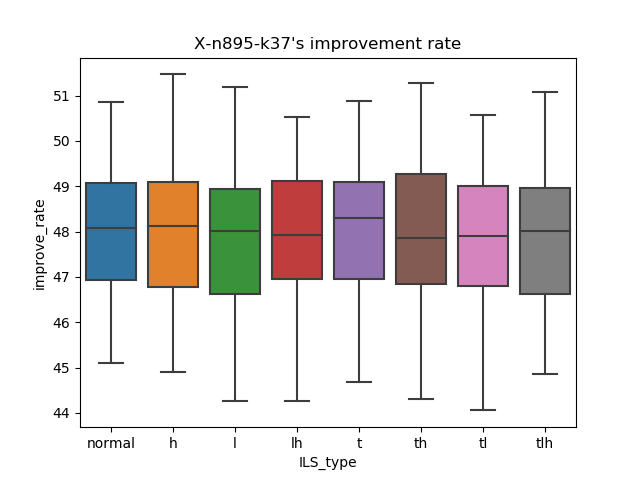 X-n895-k37's improvement rate
improve_rate
51
50
49
48
47
46
45
44
normal h l lh t th tl tlh
ILS_type